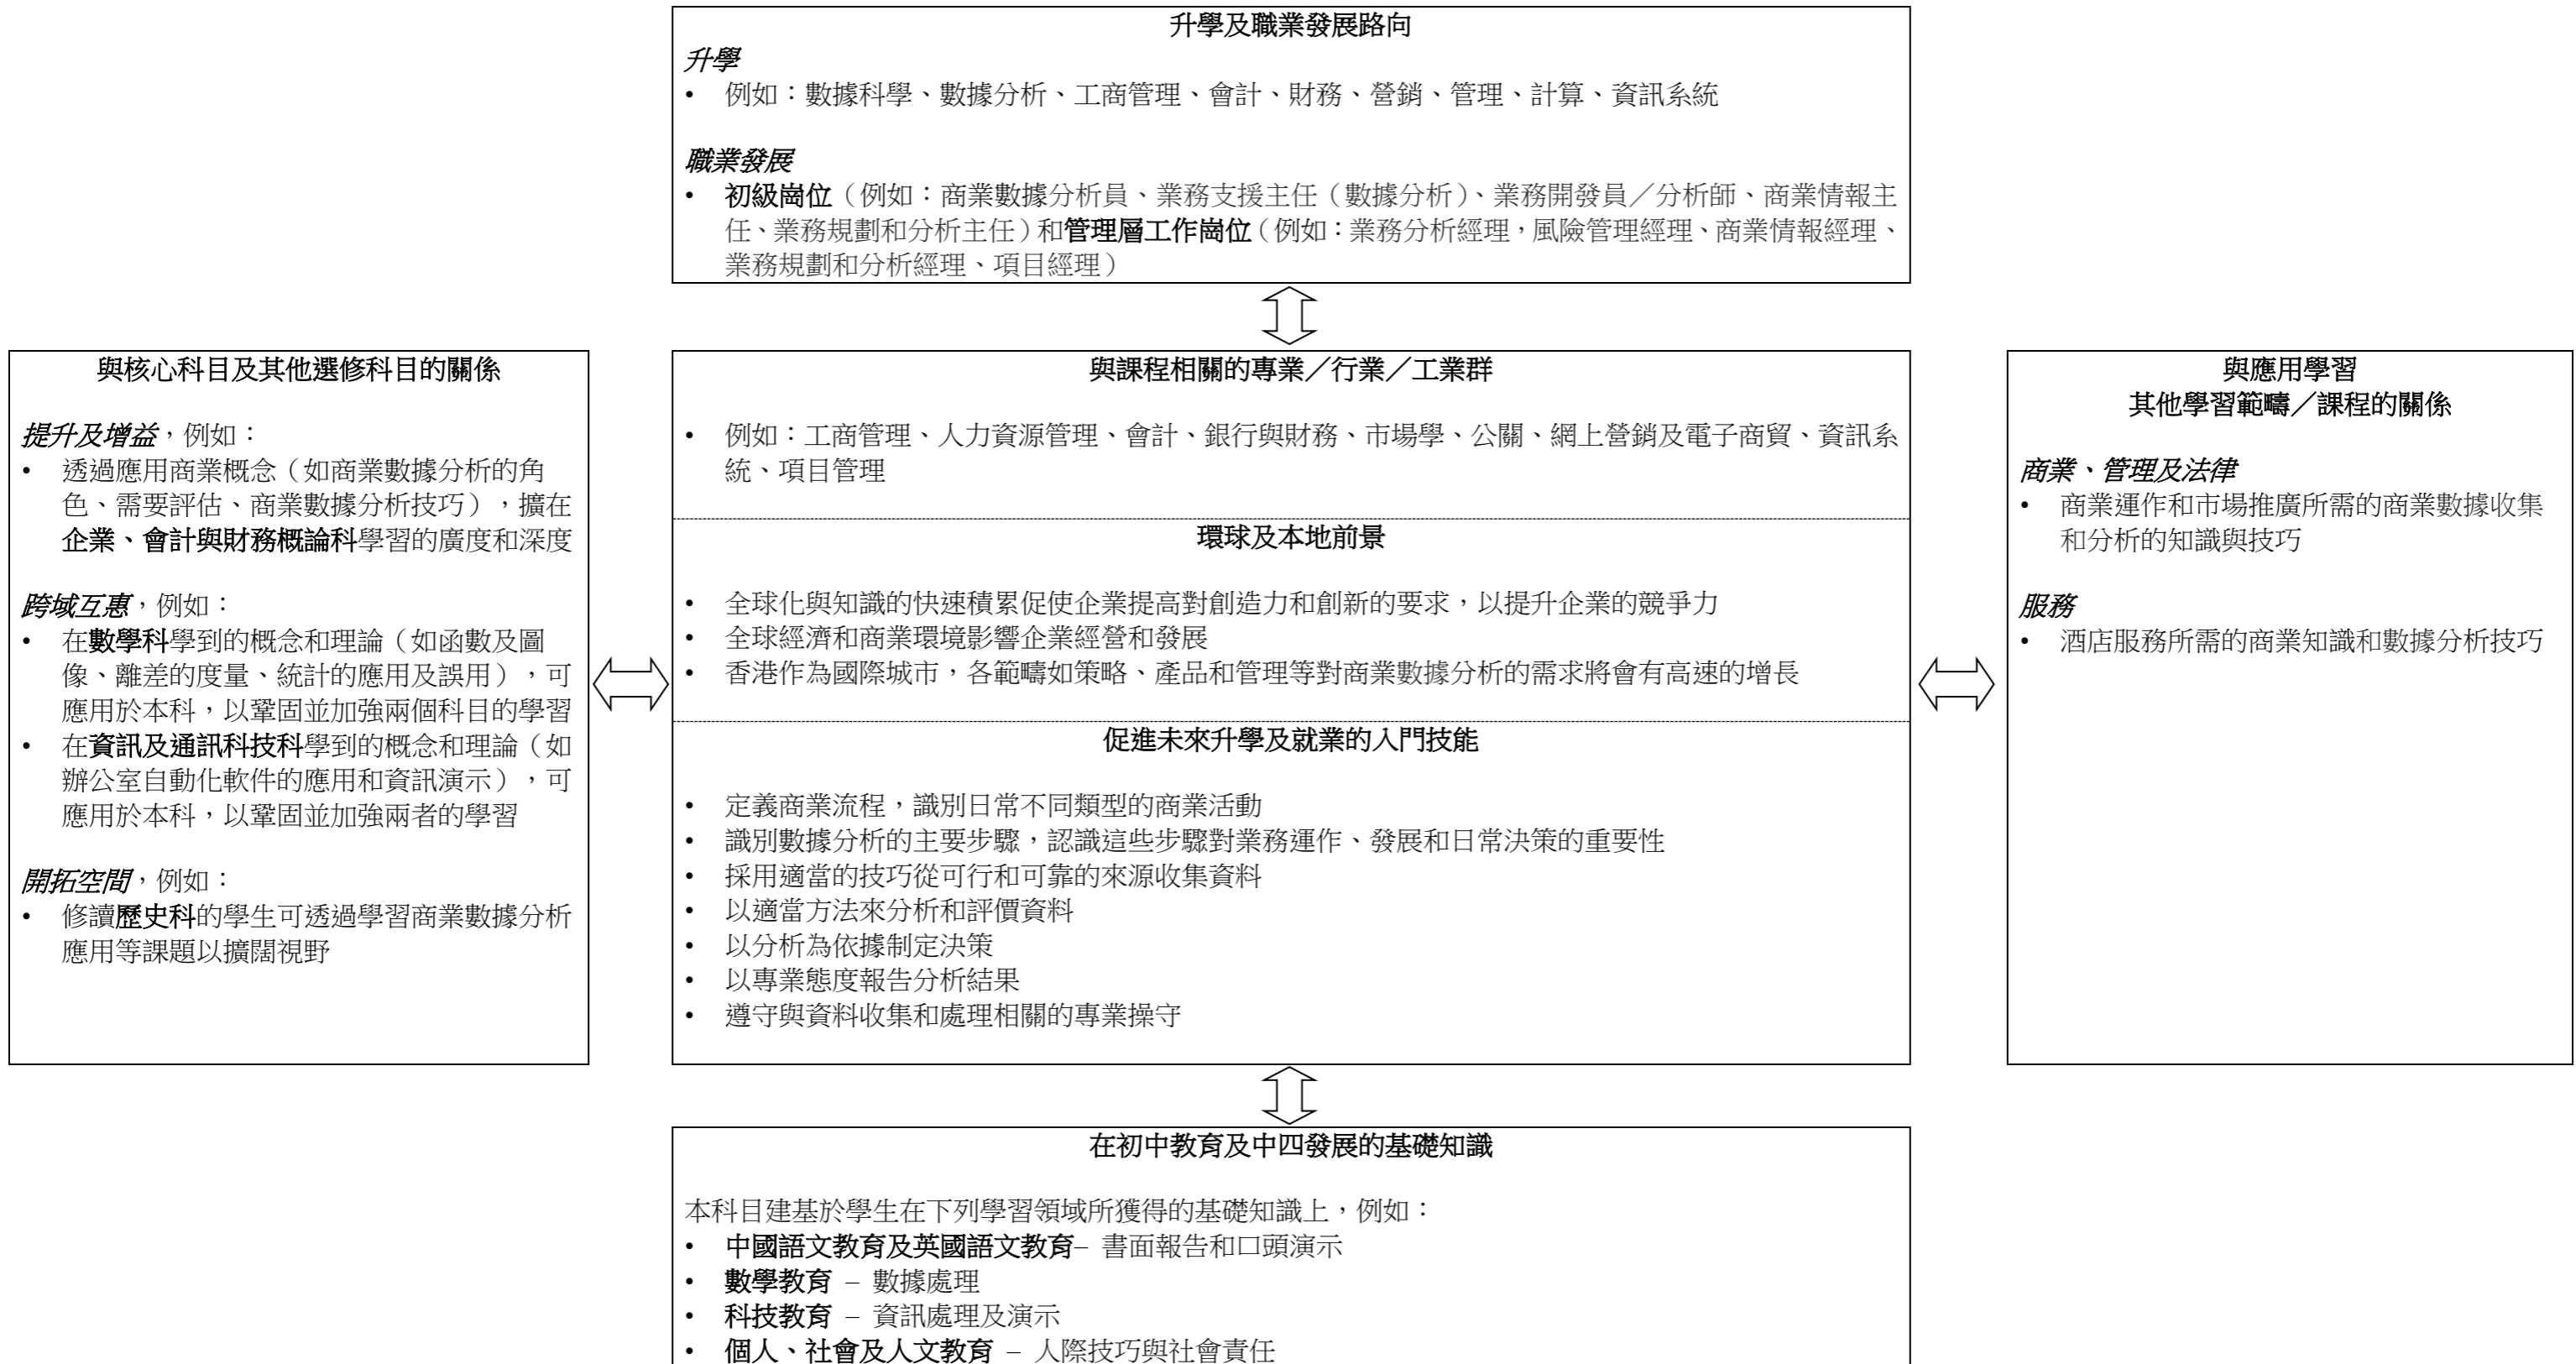 升學及職業發展路向
升學
• 例如：數據科學、數據分析、工商管理、會計、財務、營銷、管理、計算、資訊系統
職業發展
• 初級崗位（例如：商業數據分析員、業務支援主任（數據分析）、業務開發員／分析師、商業情報主
任、業務規劃和分析主任）和管理層工作崗位（例如：業務分析經理，風險管理經理、商業情報經理、
業務規劃和分析經理、項目經理）
與核心科目及其他選修科目的關係
提升及增益，例如：
• 透過應用商業概念（如商業數據分析的角
色、需要評估、商業數據分析技巧），擴在
企業、會計與財務概論科學習的廣度和深度
跨域互惠，例如：
• 在數學科學到的概念和理論（如函數及圖
像、離差的度量、統計的應用及誤用），可
應用於本科，以鞏固並加強兩個科目的學習
• 在資訊及通訊科技科學到的概念和理論（如
辦公室自動化軟件的應用和資訊演示），可
應用於本科，以鞏固並加強兩者的學習
開拓空間，例如：
• 修讀歷史科的學生可透過學習商業數據分析
應用等課題以擴闊視野
與課程相關的專業／行業／工業群
• 例如：工商管理、人力資源管理、會計、銀行與財務、市場學、公關、網上營銷及電子商貿、資訊系
統、項目管理
環球及本地前景
• 全球化與知識的快速積累促使企業提高對創造力和創新的要求，以提升企業的競爭力
• 全球經濟和商業環境影響企業經營和發展
• 香港作為國際城市，各範疇如策略、產品和管理等對商業數據分析的需求將會有高速的增長
促進未來升學及就業的入門技能
• 定義商業流程，識別日常不同類型的商業活動
• 識別數據分析的主要步驟，認識這些步驟對業務運作、發展和日常決策的重要性
• 採用適當的技巧從可行和可靠的來源收集資料
• 以適當方法來分析和評價資料
• 以分析為依據制定決策
• 以專業態度報告分析結果
• 遵守與資料收集和處理相關的專業操守
與應用學習
其他學習範疇／課程的關係
商業、管理及法律
• 商業運作和市場推廣所需的商業數據收集
和分析的知識與技巧
服務
• 酒店服務所需的商業知識和數據分析技巧
在初中教育及中四發展的基礎知識
本科目建基於學生在下列學習領域所獲得的基礎知識上，例如：
• 中國語文教育及英國語文教育– 書面報告和口頭演示
• 數學教育 – 數據處理
• 科技教育 – 資訊處理及演示
• 個人、社會及人文教育 – 人際技巧與社會責任